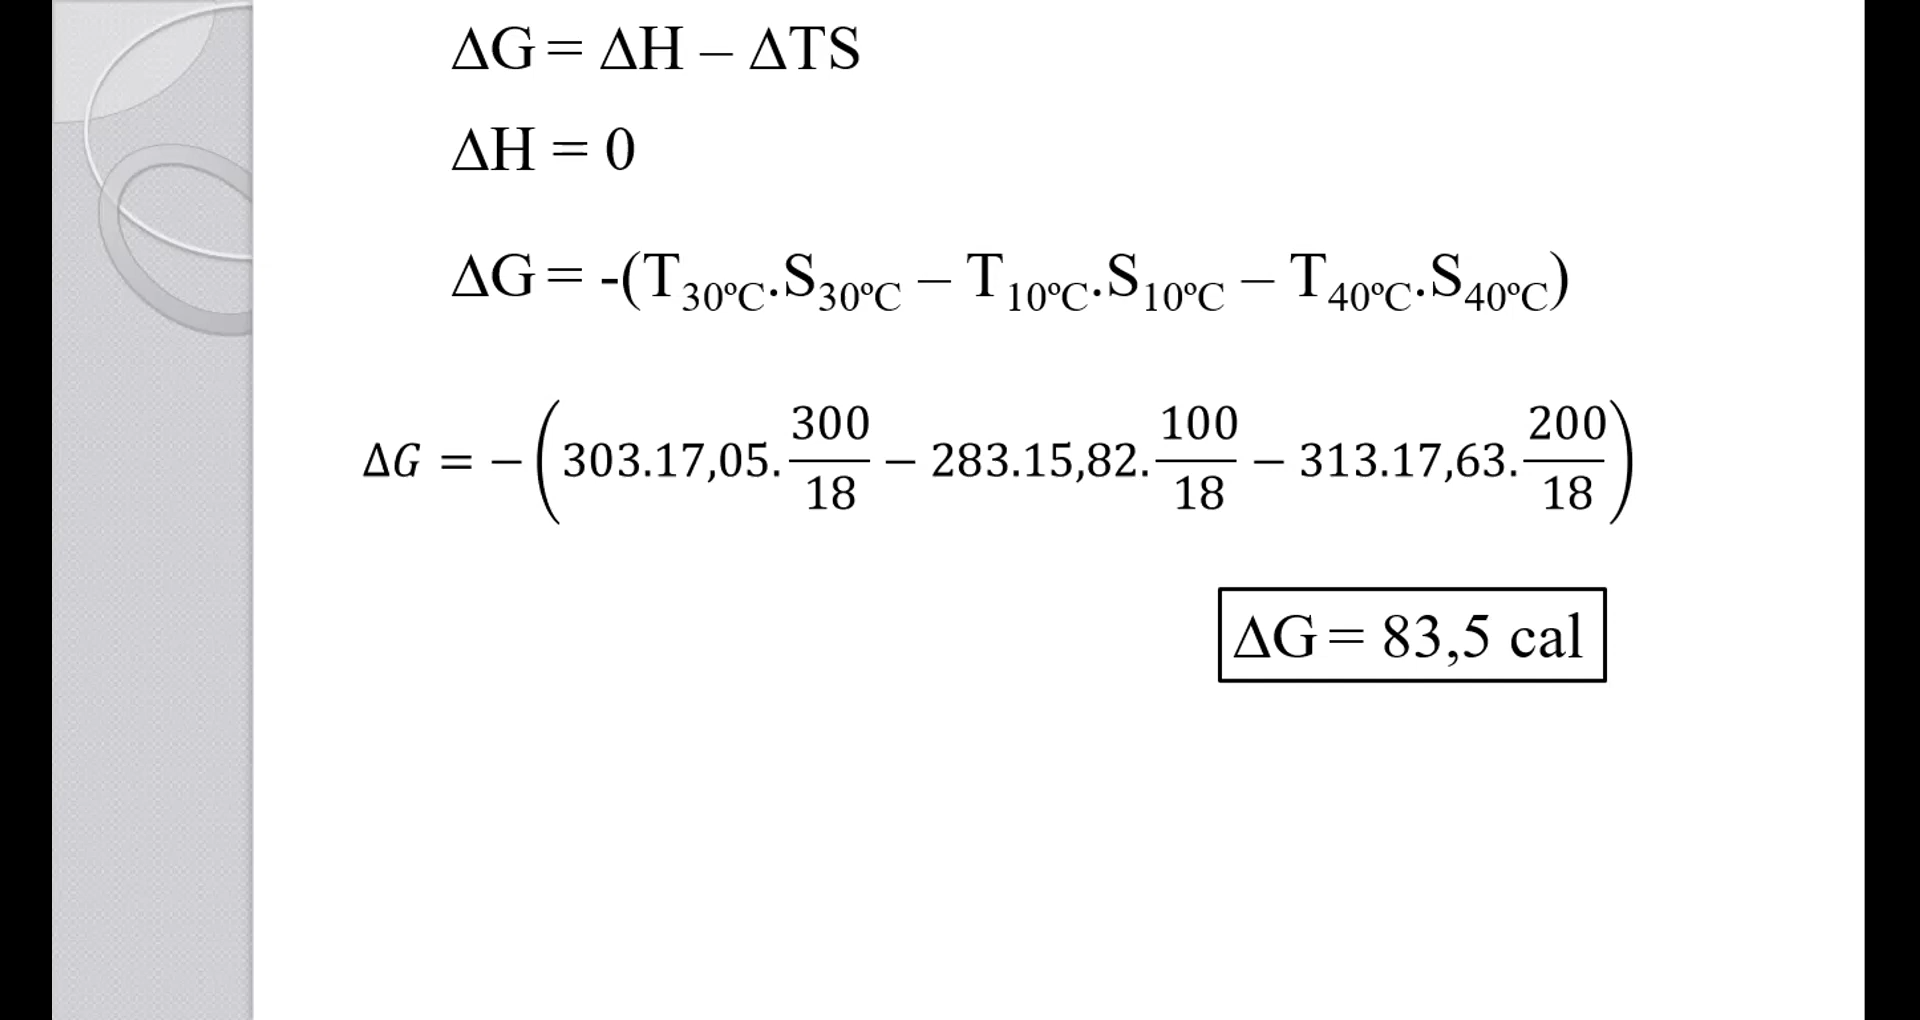 ΔG = ΔH – ΔTS
ΔH = 0
ΔG = -(T30ºC.S30ºC – T10ºC.S10ºC – T40ºC.S40ºC)
ΔG = −(303.17,05.300/18 − 283.15,82.100/18 − 313.17,63.200/18)
ΔG = 83,5 cal